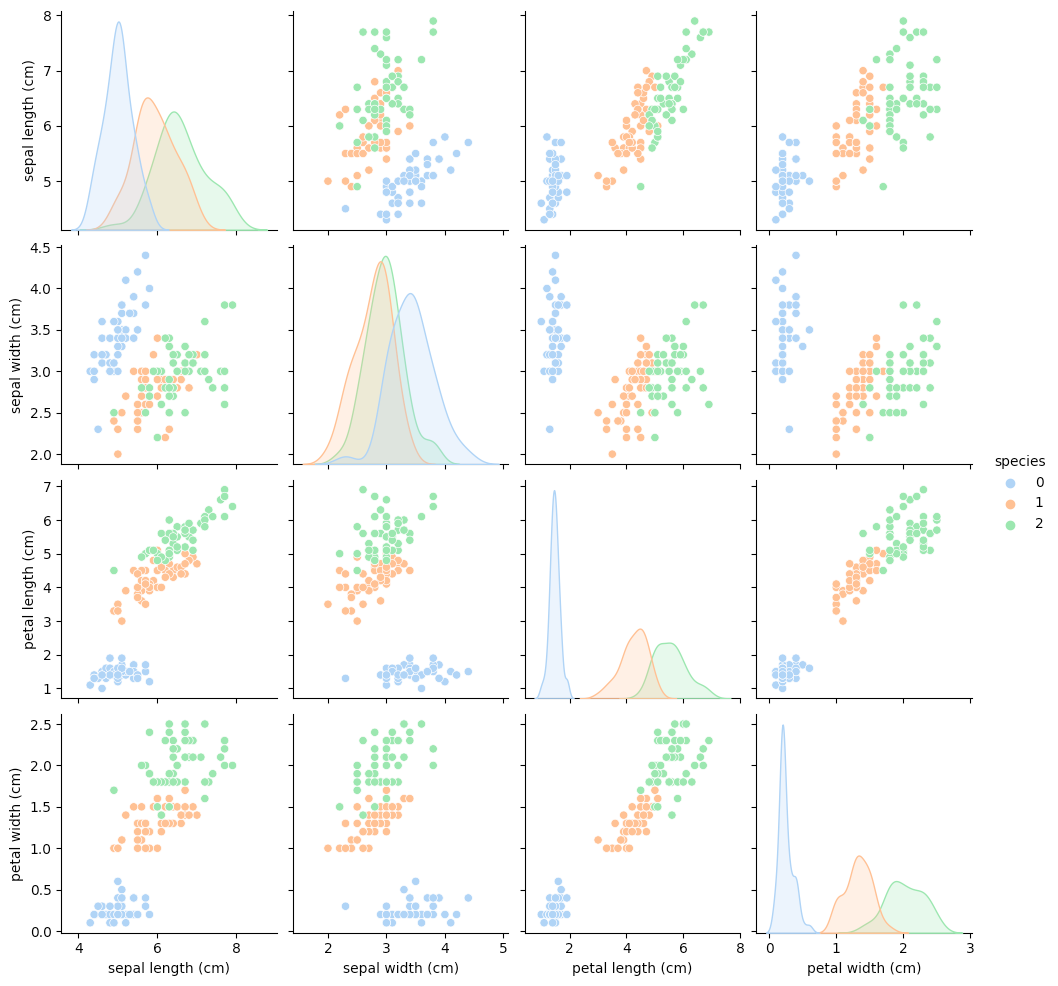 8
7
6
5
sepal length (cm)
4.5
4.0
3.5
3.0
2.5
2.0
sepal width (cm)
species
0
1
2
7
6
5
4
3
2
1
petal length (cm)
2.5
2.0
1.5
1.0
0.5
0.0
petal width (cm)
4 6 8
2 3 4 5
2 4 6 8
0 1 2 3
sepal length (cm)
sepal width (cm)
petal length (cm)
petal width (cm)